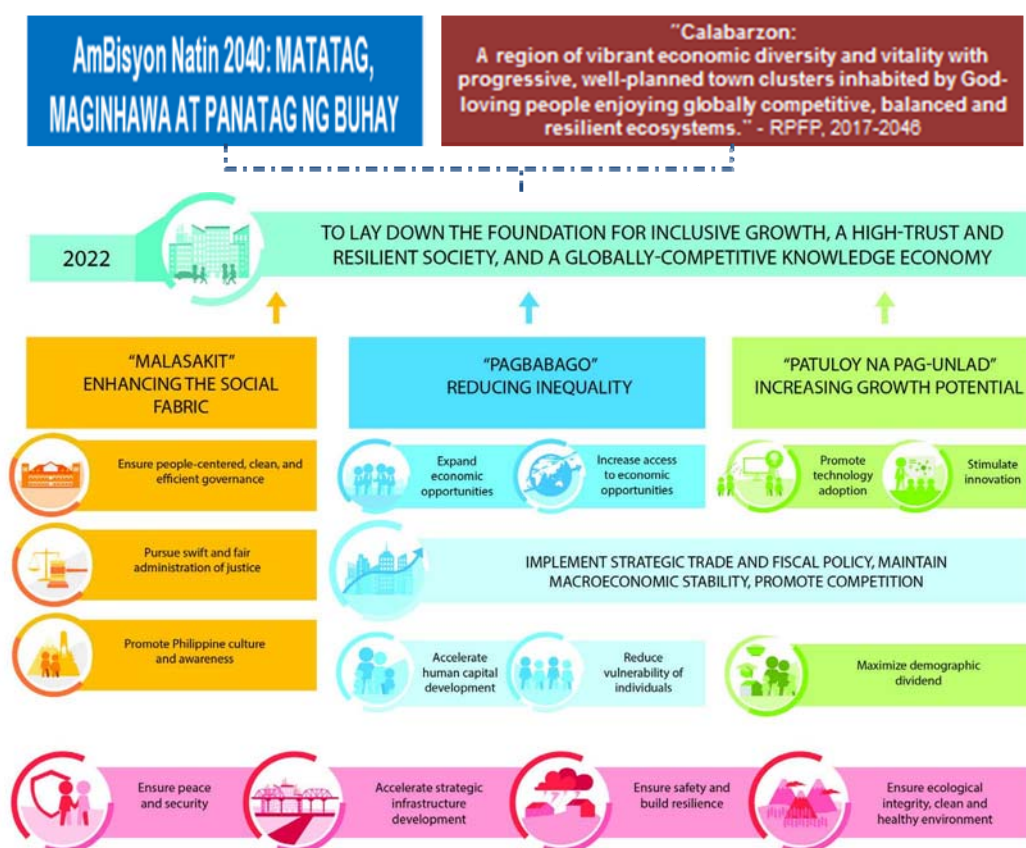 AmBisyon Natin 2040: MATATAG,
MAGINHAWA AT PANATAG NG BUHAY
"Calabarzon:
A region of vibrant economic diversity and vitality with
progressive, well-planned town clusters inhabited by God-
loving people enjoying globally competitive, balanced and
resilient ecosystems." - RPFP, 2017-2046
2022
TO LAY DOWN THE FOUNDATION FOR INCLUSIVE GROWTH, A HIGH-TRUST AND
RESILIENT SOCIETY, AND A GLOBALLY-COMPETITIVE KNOWLEDGE ECONOMY
"MALASAKIT"
ENHANCING THE SOCIAL
FABRIC
"PAGBABAGO"
REDUCING INEQUALITY
"PATULOY NA PAG-UNLAD"
INCREASING GROWTH POTENTIAL
Ensure people-centered, clean, and
efficient governance
Expand
economic
opportunities
Increase access
to economic
opportunities
Promote
technology
adoption
Stimulate
innovation
Pursue swift and fair
administration of justice
IMPLEMENT STRATEGIC TRADE AND FISCAL POLICY, MAINTAIN
MACROECONOMIC STABILITY, PROMOTE COMPETITION
Promote Philippine culture
and awareness
Accelerate
human capital
development
Reduce
vulnerability of
individuals
Maximize demographic
dividend
Ensure peace
and security
Accelerate strategic
infrastructure
development
Ensure safety and
build resilience
Ensure ecological
integrity, clean and
healthy environment